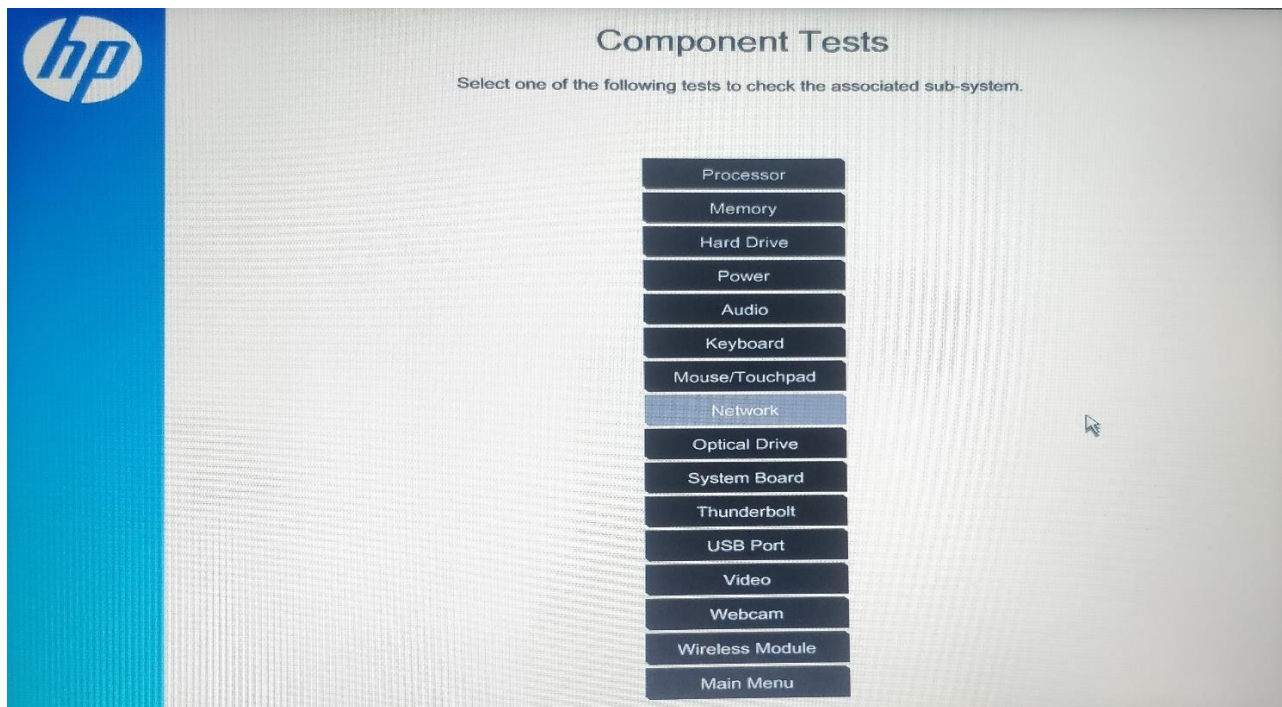 hp
Component Tests
Select one of the following tests to check the associated sub-system.
Processor
Memory
Hard Drive
Power
Audio
Keyboard
Mouse/Touchpad
Network
Optical Drive
System Board
Thunderbolt
USB Port
Video
Webcam
Wireless Module
Main Menu